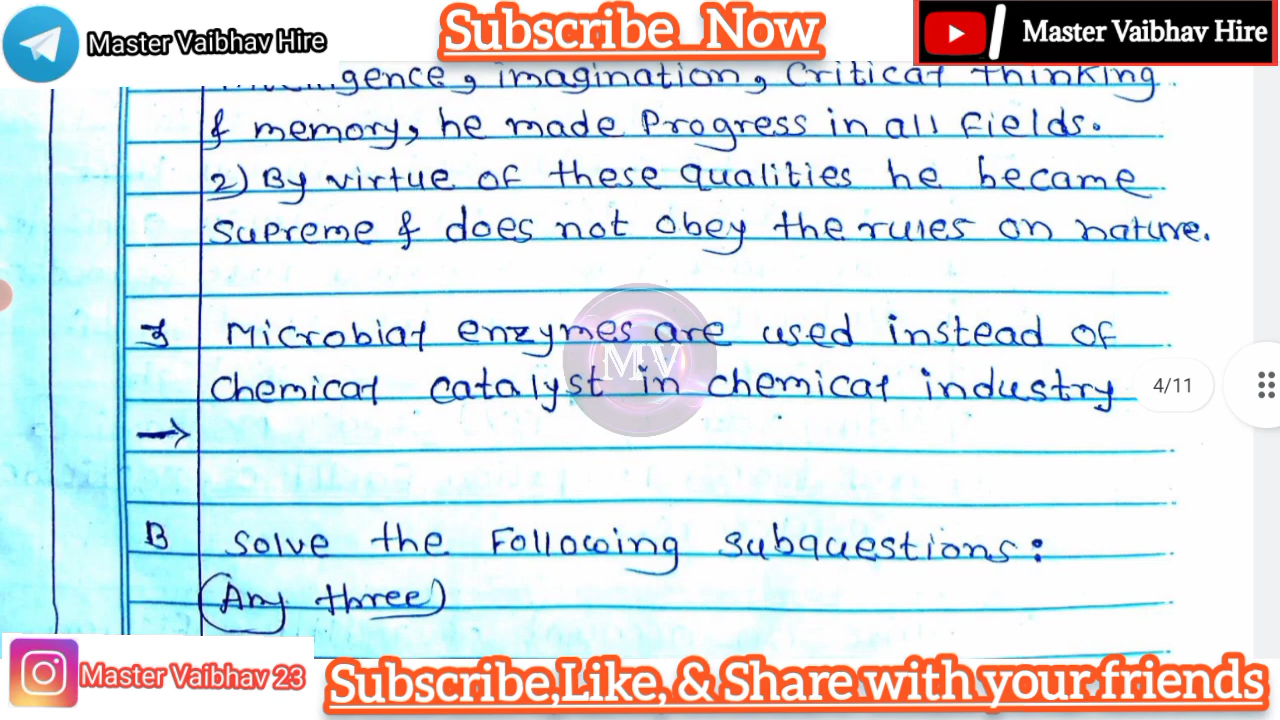 Master Vaibhav Hire
Subscribe Now
Master Vaibhav Hire
gence, imagination, Critical thinking
& memory, he made Progress in all fields.
2) By virtue of these qualities he became
Supreme & does not obey the rules on nature.
3 Microbial enzymes are used instead of
MV
Chemical catalyst in chemical industry
4/11
→
B Solve the Following Subquestions:
(Any three)
Master Vaibhav 23
Subscribe,Like, & Share with your friends